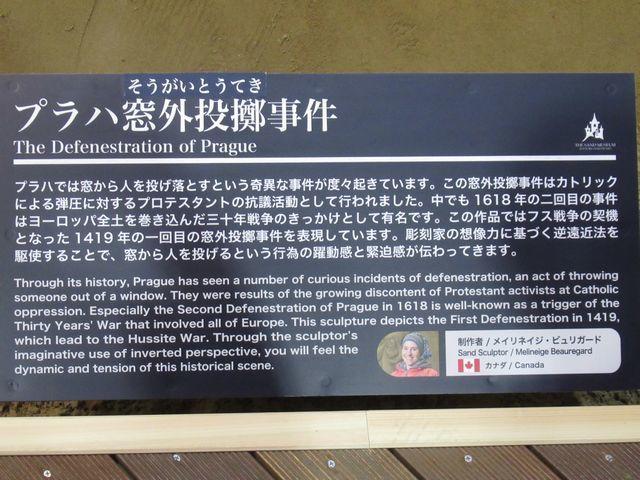 そうがいとうてき
プラハ窓外投擲事件
The Defenestration of Prague
THE SAND MUSEUM
プラハでは窓から人を投げ落とすという奇異な事件が度々起きています。この窓外投擲事件はカトリック
による弾圧に対するプロテスタントの抗議活動として行われました。中でも1618年の二回目の事件
はヨーロッパ全土を巻き込んだ三十年戦争のきっかけとして有名です。この作品ではフス戦争の契機
となった1419年の一回目の窓外投擲事件を表現しています。彫刻家の想像力に基づく逆遠近法を
駆使することで、窓から人を投げるという行為の躍動感と緊迫感が伝わってきます。
Through its history, Prague has seen a number of curious incidents of defenestration, an act of throwing
someone out of a window. They were results of the growing discontent of Protestant activists at Catholic
oppression. Especially the Second Defenestration of Prague in 1618 is well-known as a trigger of the
Thirty Years' War that involved all of Europe. This sculpture depicts the First Defenestration in 1419,
which lead to the Hussite War. Through the sculptor's
imaginative use of inverted perspective, you will feel the
dynamic and tension of this historical scene.
制作者 / メイリネイジ・ビュリガード
Sand Sculptor / Melineige Beauregard
カナダ / Canada